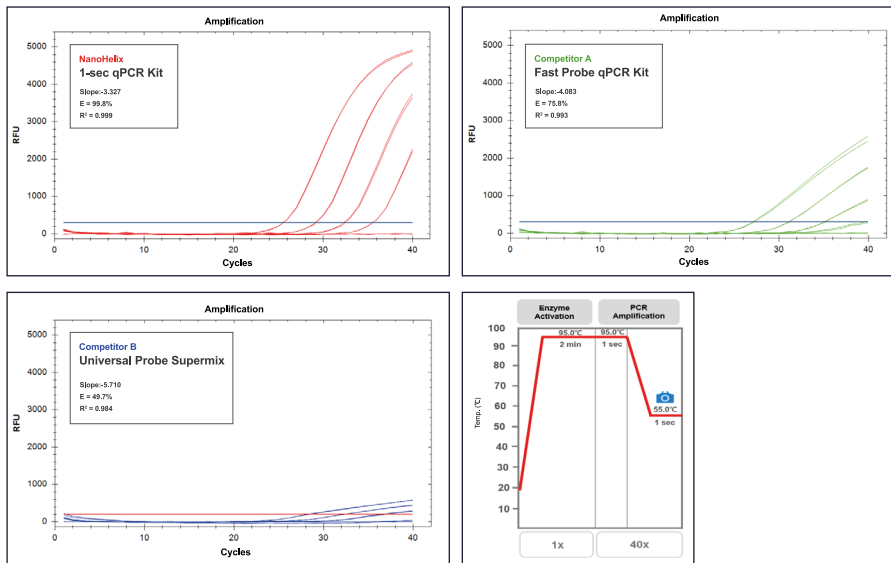 Amplification
NanoHelix
1-sec qPCR Kit
Slope:-3.327
E = 99.8%
R² = 0.999
RFU
5000
4000
3000
2000
1000
0
0
10
20
30
40
Cycles
Amplification
Competitor A
Fast Probe qPCR Kit
Slope:-4.083
E = 75.8%
R² = 0.993
RFU
5000
4000
3000
2000
1000
0
0
10
20
30
40
Cycles
Amplification
Competitor B
Universal Probe Supermix
Slope:-5.710
E = 49.7%
R² = 0.984
RFU
5000
4000
3000
2000
1000
0
0
10
20
30
40
Cycles
Enzyme
Activation
PCR
Amplification
Temp. (℃)
100
90
80
70
60
50
40
30
20
10
95.0℃
2 min
95.0℃
1 sec
55.0℃
1 sec
1x
40x